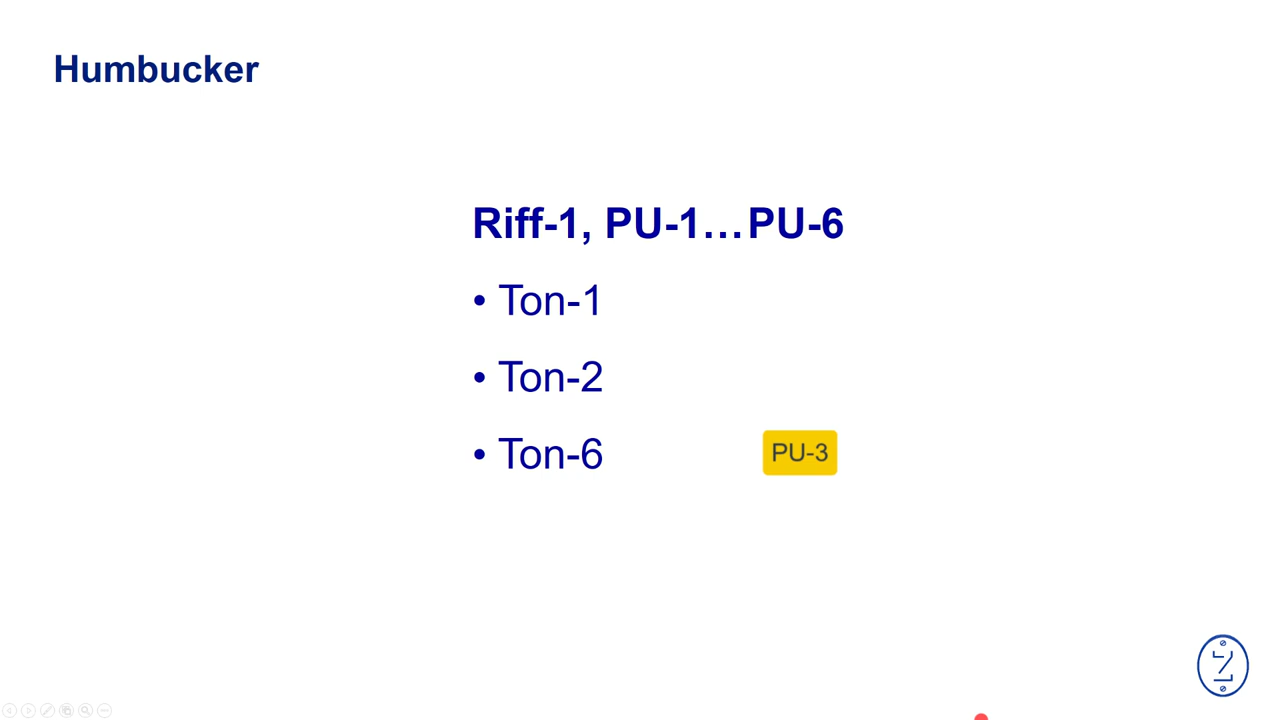 Humbucker
Riff-1, PU-1…PU-6
• Ton-1
• Ton-2
• Ton-6
PU-3